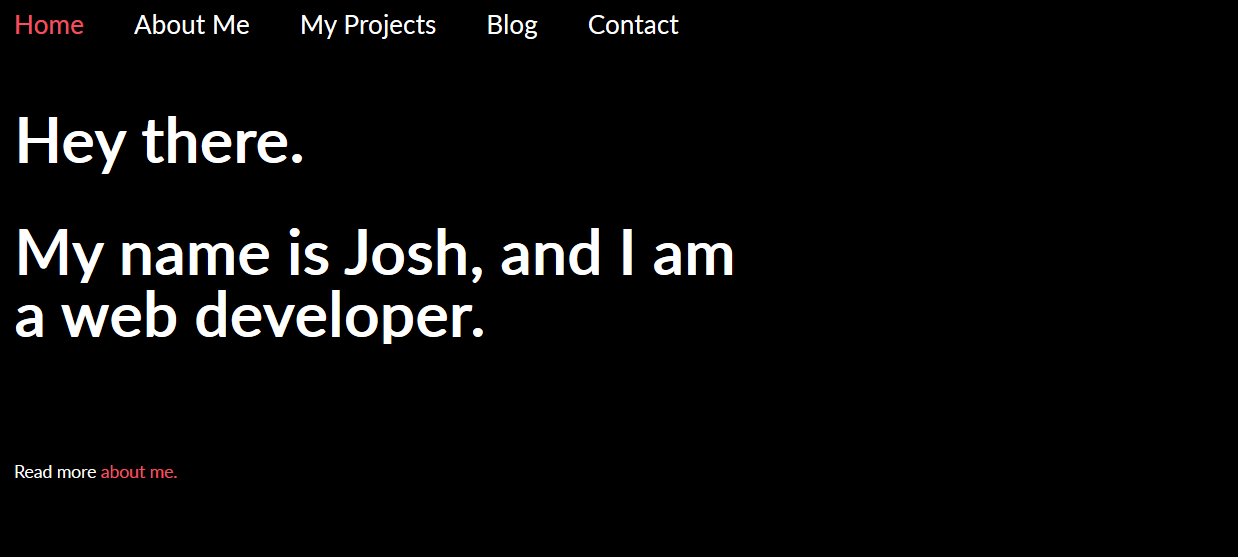 Home About Me My Projects Blog Contact
Hey there.
My name is Josh, and I am
a web developer.
Read more about me.